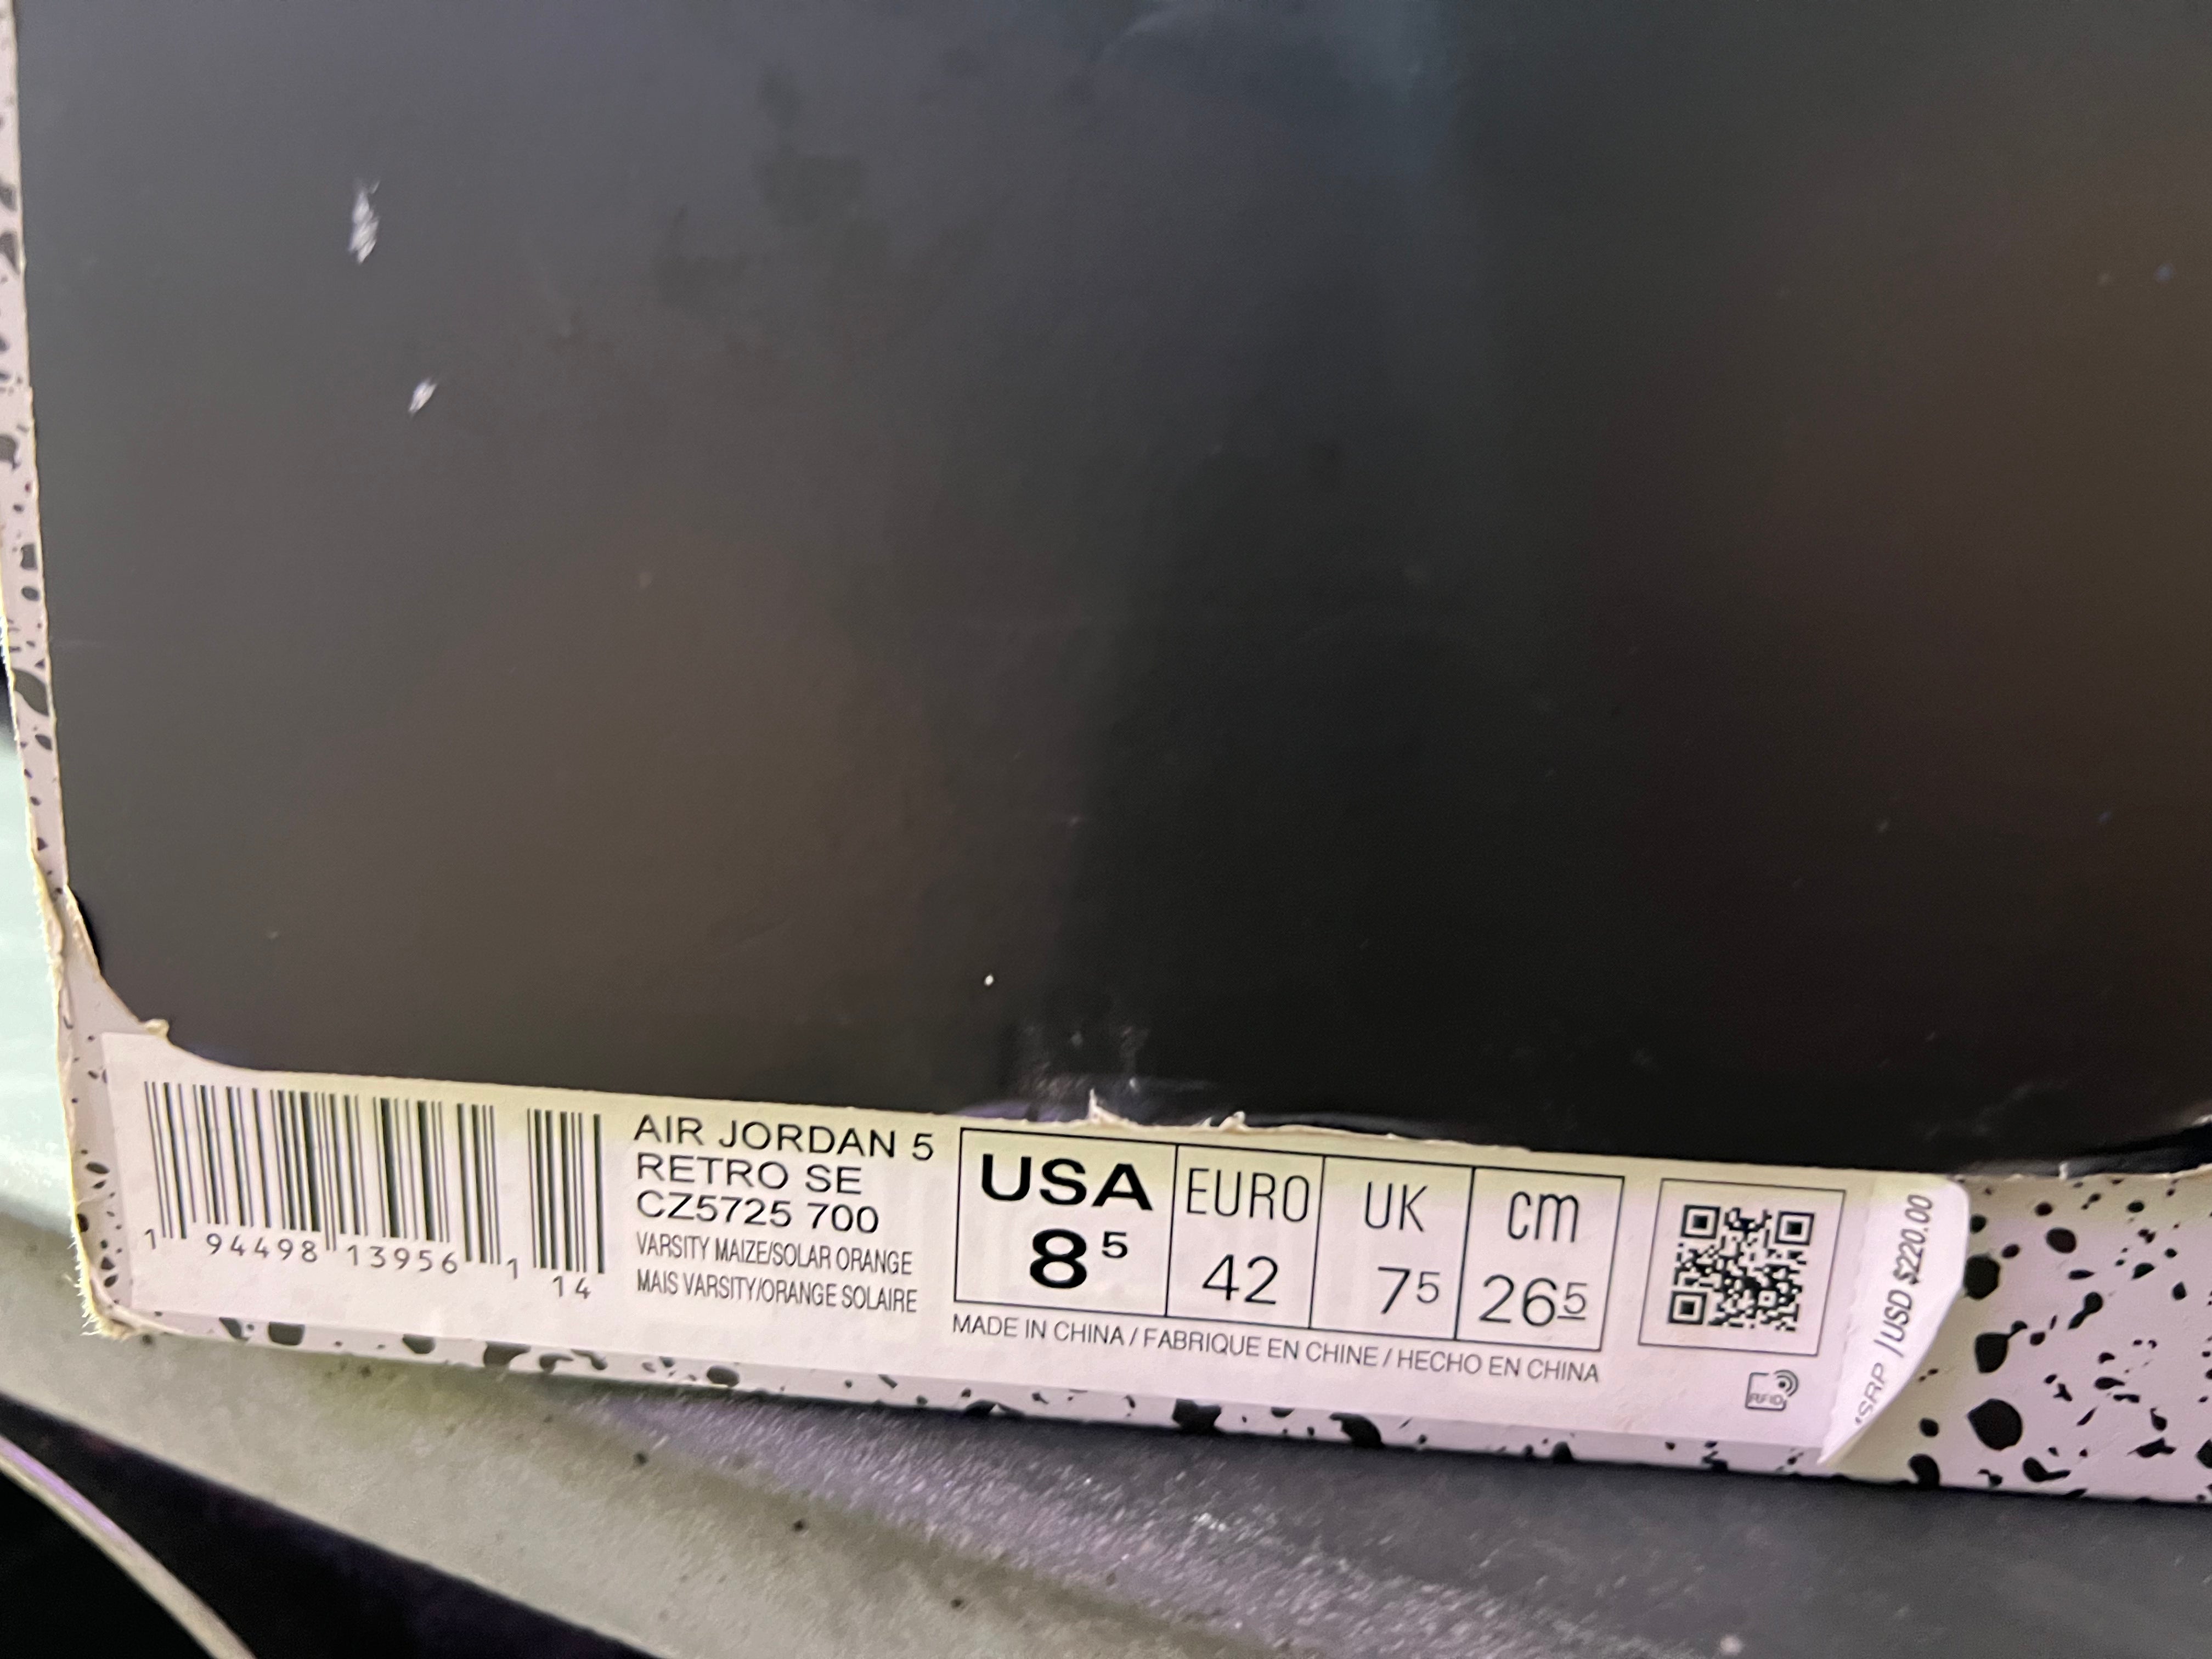 AIR JORDAN 5
RETRO SE
CZ5725 700
VARSITY MAIZE/SOLAR ORANGE
MAIS VARSITY/ORANGE SOLAIRE
1 94498 13956 1 14
USA EURO UK cm
8⁵ 42 7⁵ 26⁵
MADE IN CHINA / FABRIQUE EN CHINE / HECHO EN CHINA
RFID
SRP |USD $220.00